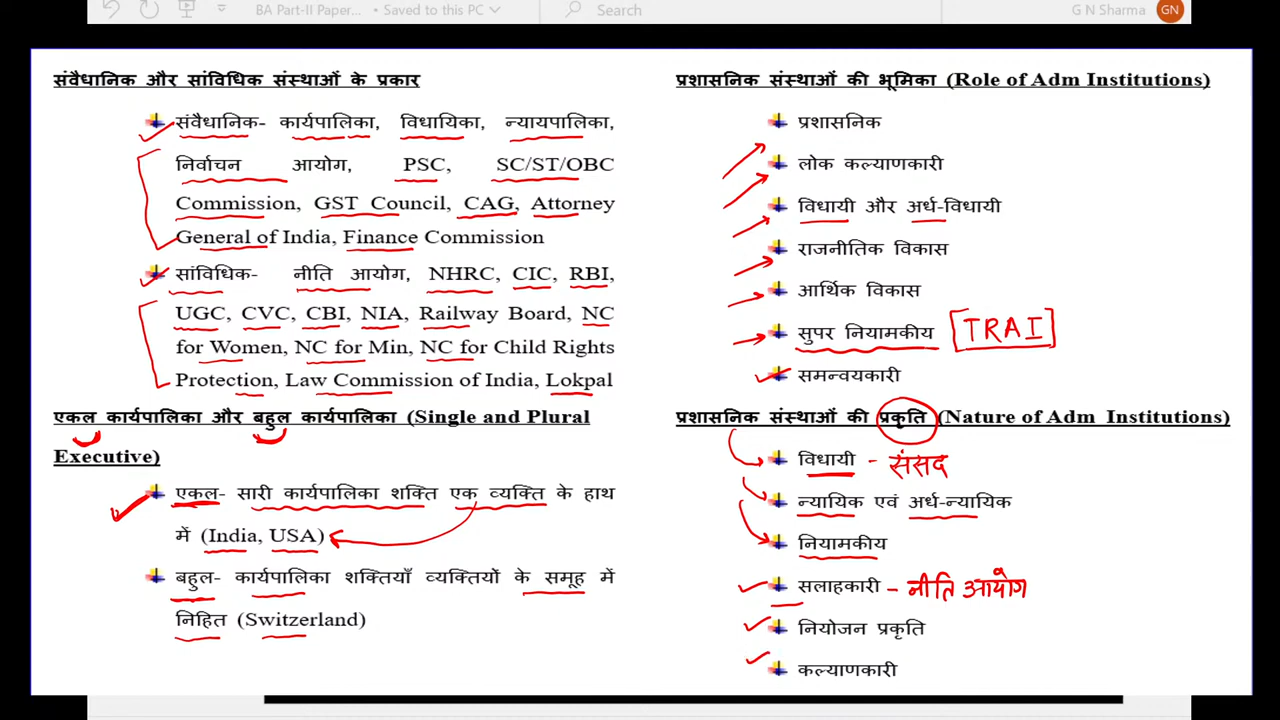 BA Part-II Paper... • Saved to this PC
Search
G N Sharma GN
संवैधानिक और सांविधिक संस्थाओं के प्रकार
संवैधानिक- कार्यपालिका, विधायिका, न्यायपालिका,
निर्वाचन आयोग, PSC, SC/ST/OBC
Commission, GST Council, CAG, Attorney
General of India, Finance Commission
सांविधिक- नीति आयोग, NHRC, CIC, RBI,
UGC, CVC, CBI, NIA, Railway Board, NC
for Women, NC for Min, NC for Child Rights
Protection, Law Commission of India, Lokpal
एकल कार्यपालिका और बहुल कार्यपालिका (Single and Plural
Executive)
एकल- सारी कार्यपालिका शक्ति एक व्यक्ति के हाथ
में (India, USA)
बहुल- कार्यपालिका शक्तियाँ व्यक्तियों के समूह में
निहित (Switzerland)
प्रशासनिक संस्थाओं की भूमिका (Role of Adm Institutions)
प्रशासनिक
लोक कल्याणकारी
विधायी और अर्ध-विधायी
राजनीतिक विकास
आर्थिक विकास
सुपर नियामकीय [TRAI]
समन्वयकारी
प्रशासनिक संस्थाओं की प्रकृति (Nature of Adm Institutions)
विधायी - संसद
न्यायिक एवं अर्ध-न्यायिक
नियामकीय
सलाहकारी - नीति आयोग
नियोजन प्रकृति
कल्याणकारी